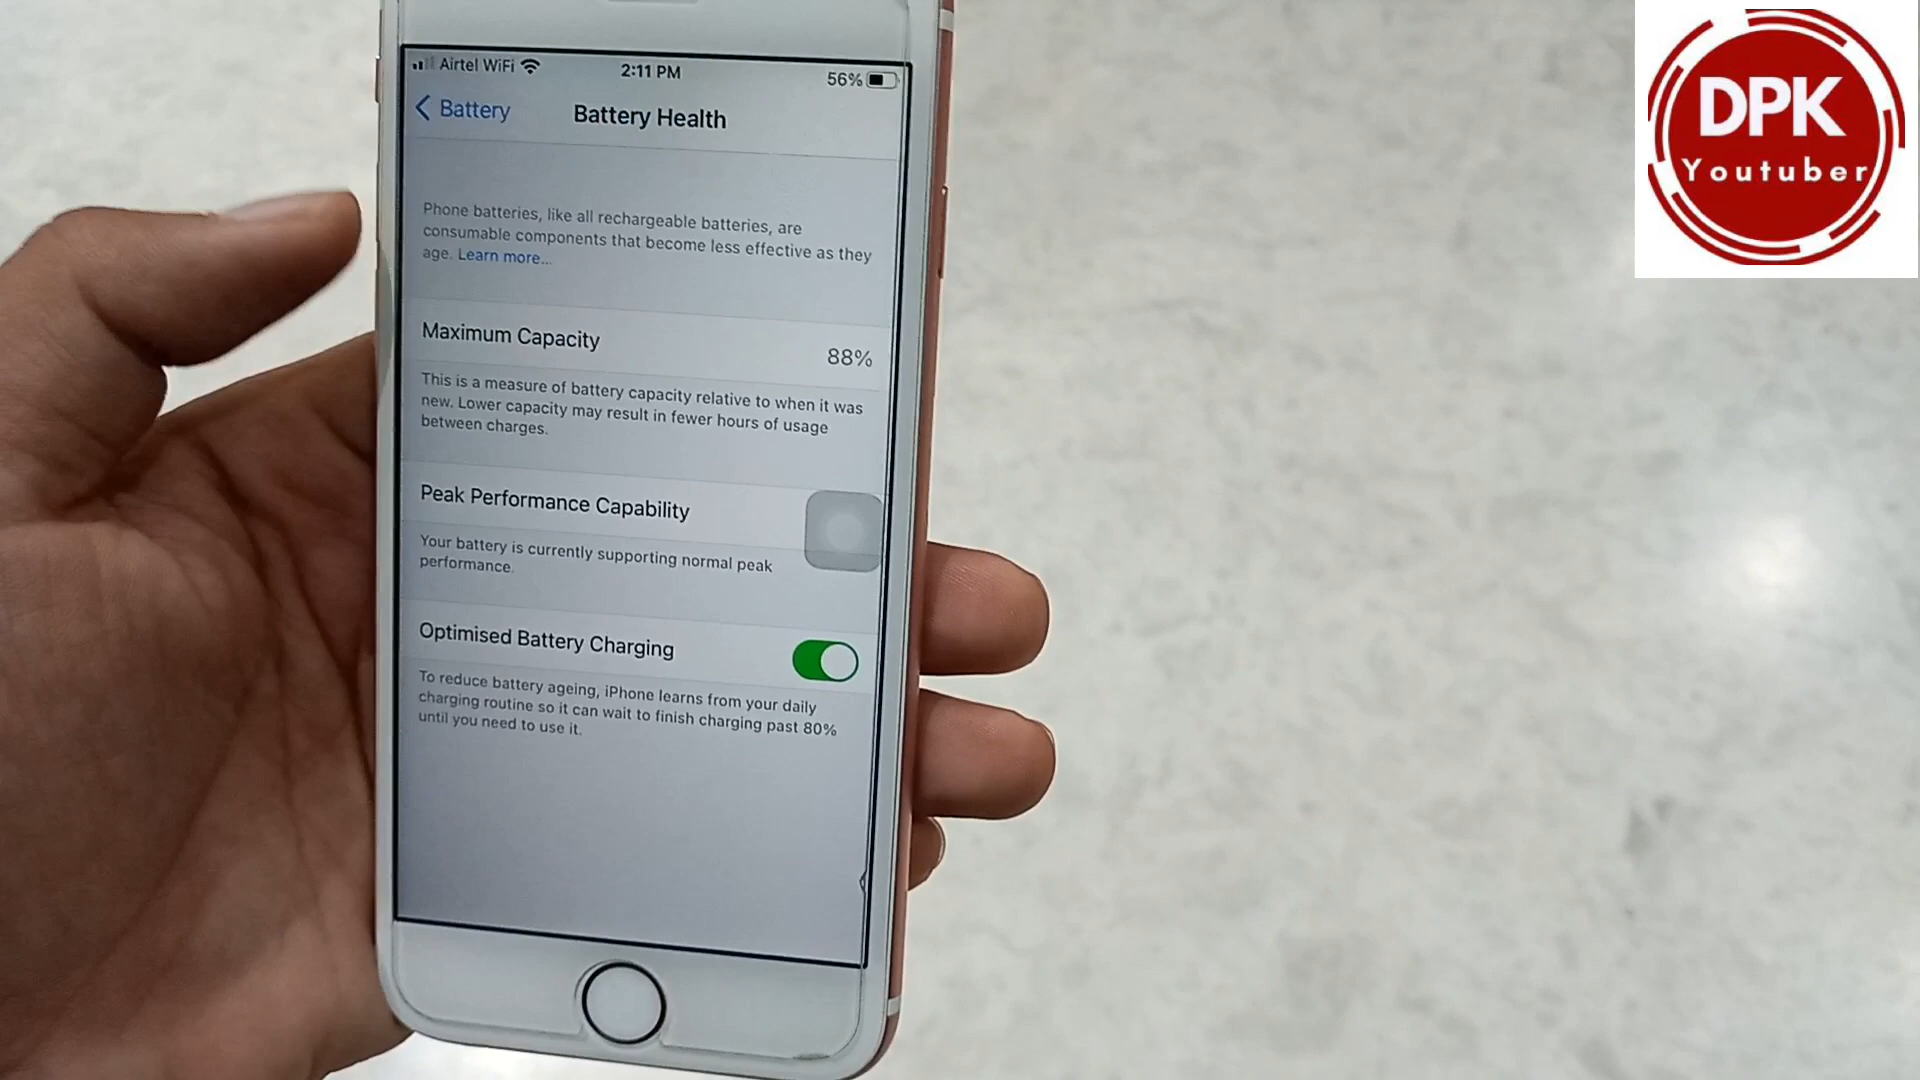 Airtel WiFi
2:11 PM
56%
Battery
Battery Health
Phone batteries, like all rechargeable batteries, are
consumable components that become less effective as they
age. Learn more...
Maximum Capacity
88%
This is a measure of battery capacity relative to when it was
new. Lower capacity may result in fewer hours of usage
between charges.
Peak Performance Capability
Your battery is currently supporting normal peak
performance.
Optimised Battery Charging
To reduce battery ageing, iPhone learns from your daily
charging routine so it can wait to finish charging past 80%
until you need to use it.
DPK
Youtuber